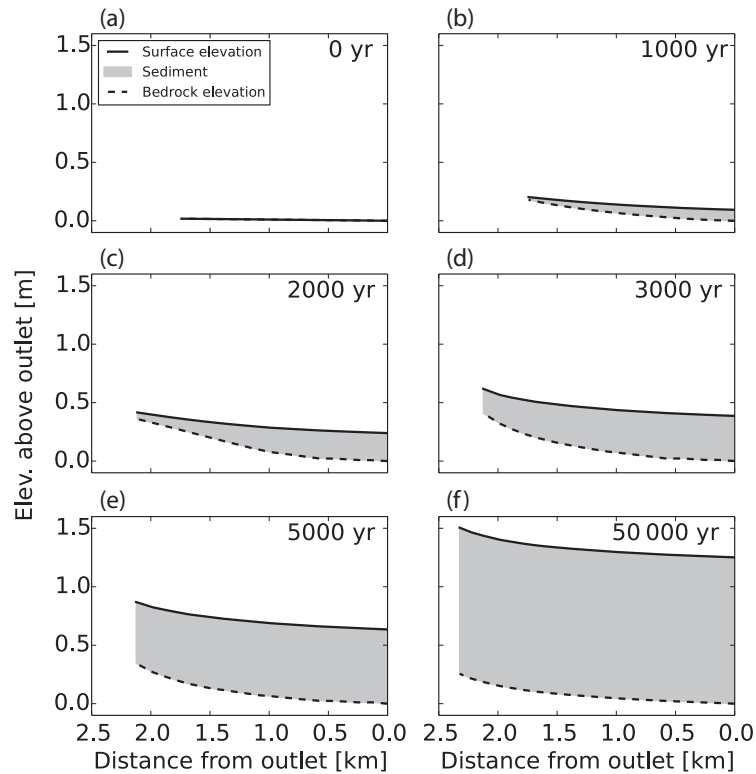 (a)
(b)
1.5
0 yr
1000 yr
Surface elevation
Sediment
Bedrock elevation
1.0
0.5
0.0
(c)
(d)
1.5
2000 yr
3000 yr
1.0
0.5
0.0
(e)
(f)
1.5
5000 yr
50 000 yr
1.0
0.5
0.0
2.5 2.0 1.5 1.0 0.5 0.0
2.5 2.0 1.5 1.0 0.5 0.0
Distance from outlet [km]
Distance from outlet [km]
Elev. above outlet [m]